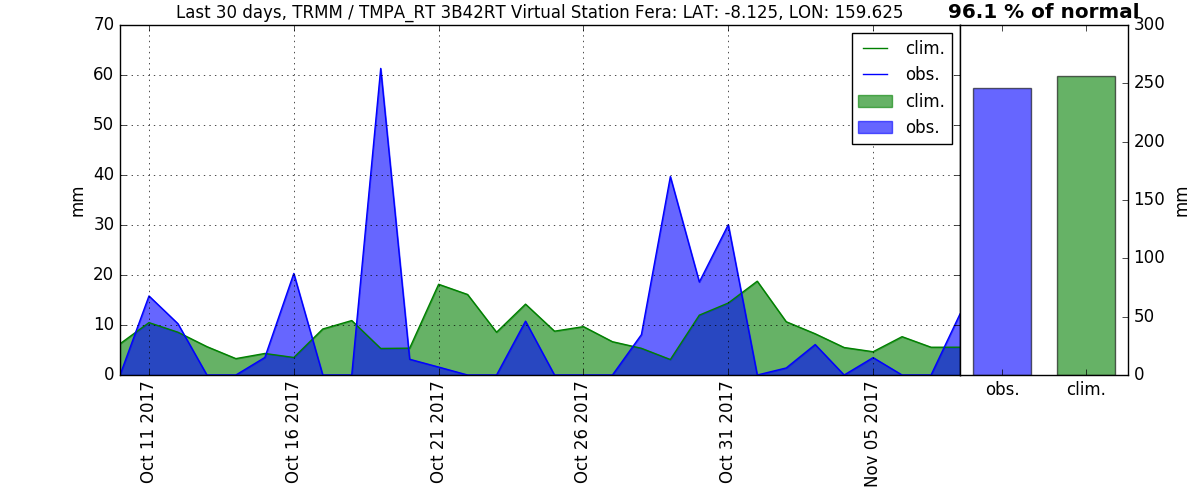 Last 30 days, TRMM / TMPA_RT 3B42RT Virtual Station Fera: LAT: -8.125, LON: 159.625
96.1 % of normal
70
60
50
40
30
20
10
0
mm
clim.
obs.
clim.
obs.
300
250
200
150
100
50
0
mm
obs.
clim.
Oct 11 2017
Oct 16 2017
Oct 21 2017
Oct 26 2017
Oct 31 2017
Nov 05 2017